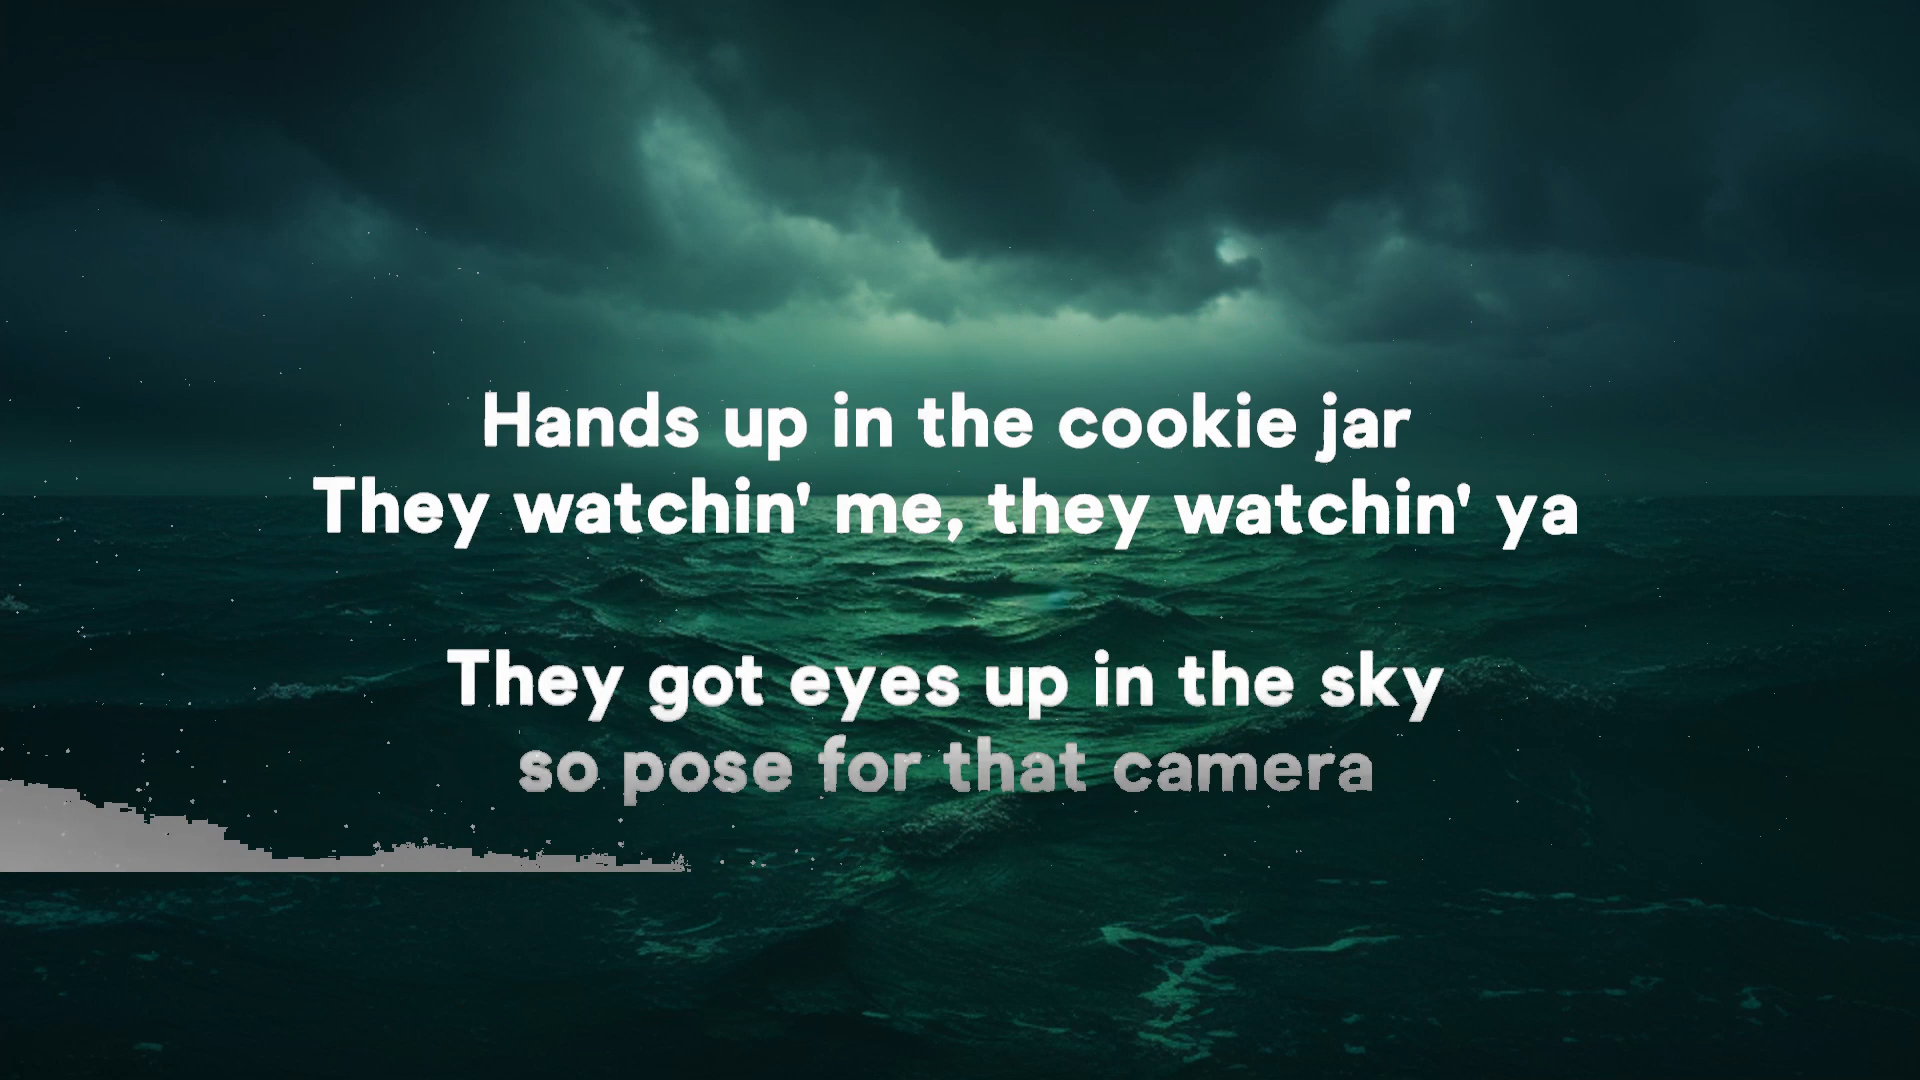 Hands up in the cookie jar
They watchin' me, they watchin' ya
They got eyes up in the sky
so pose for that camera